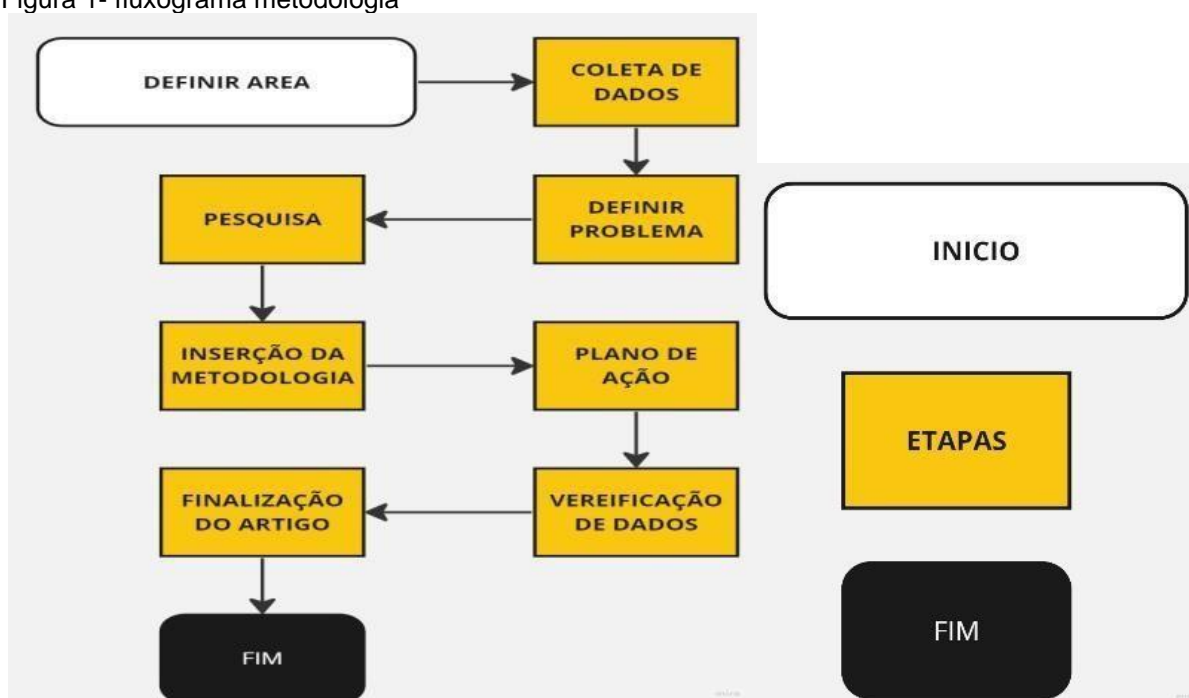 Figura 1- fluxograma metodologia
DEFINIR AREA
COLETA DE
DADOS
DEFINIR
PROBLEMA
PESQUISA
INSERÇÃO DA
METODOLOGIA
PLANO DE
AÇÃO
VEREIFICAÇÃO
DE DADOS
FINALIZAÇÃO
DO ARTIGO
FIM
INICIO
ETAPAS
FIM
miro